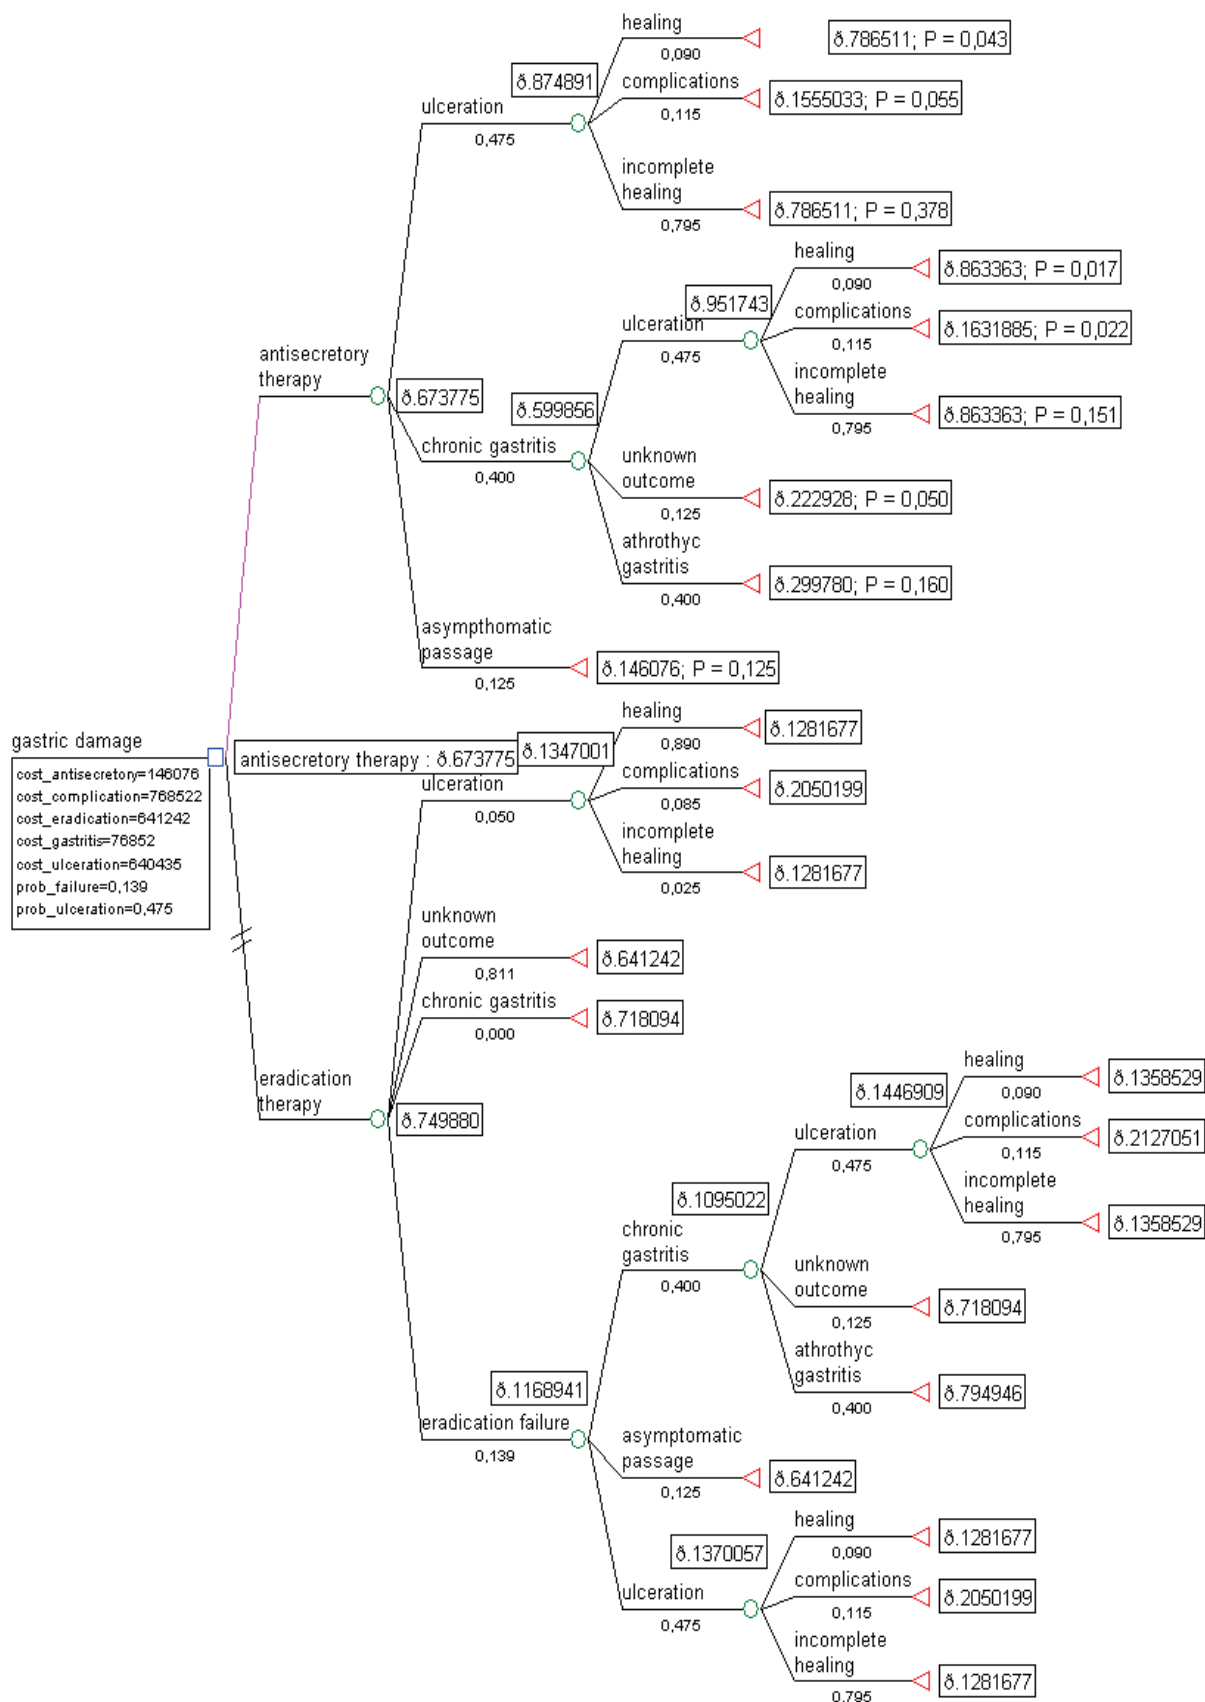 healing
0,090
ð.786511; P = 0,043
ð.874891
complications
0,115
ð.1555033; P = 0,055
ulceration
0,475
incomplete
healing
0,795
ð.786511; P = 0,378
healing
0,090
ð.863363; P = 0,017
ð.951743
complications
0,115
ð.1631885; P = 0,022
ulceration
0,475
incomplete
healing
0,795
ð.863363; P = 0,151
antisecretory
therapy
ð.673775
ð.599856
chronic gastritis
0,400
unknown
outcome
0,125
ð.222928; P = 0,050
athrothyc
gastritis
0,400
ð.299780; P = 0,160
asympthomatic
passage
0,125
ð.146076; P = 0,125
gastric damage
cost_antisecretory=146076
cost_complication=768522
cost_eradication=641242
cost_gastritis=76852
cost_ulceration=640435
prob_failure=0,139
prob_ulceration=0,475
antisecretory therapy : ð.673775
ð.1347001
healing
0,890
ð.1281677
ulceration
0,050
complications
0,085
ð.2050199
incomplete
healing
0,025
ð.1281677
unknown
outcome
0,811
ð.641242
chronic gastritis
0,000
ð.718094
eradication
therapy
ð.749880
healing
0,090
ð.1358529
ð.1446909
complications
0,115
ð.2127051
ulceration
0,475
incomplete
healing
0,795
ð.1358529
ð.1095022
chronic
gastritis
0,400
unknown
outcome
0,125
ð.718094
athrothyc
gastritis
0,400
ð.794946
ð.1168941
eradication failure
0,139
asymptomatic
passage
0,125
ð.641242
healing
0,090
ð.1281677
ð.1370057
complications
0,115
ð.2050199
ulceration
0,475
incomplete
healing
0,795
ð.1281677